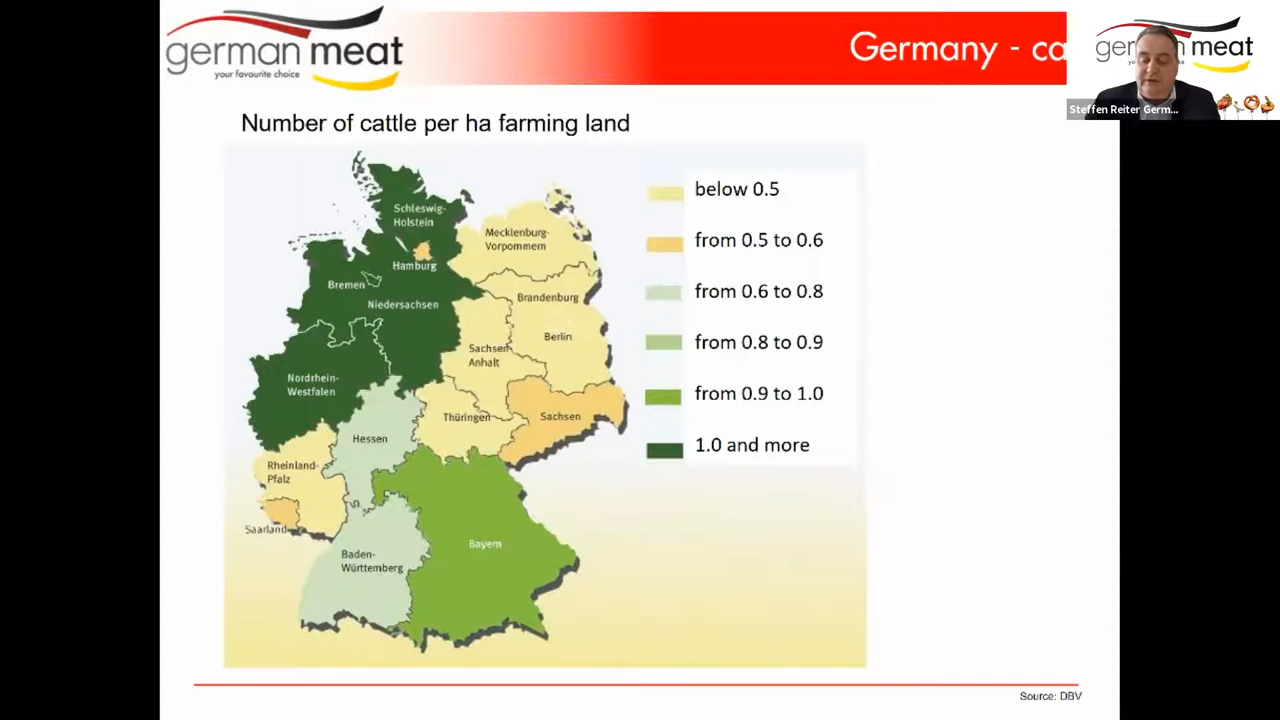 german meat
your favourite choice
Germany - ca
german meat
Steffen Reiter Germ...
Number of cattle per ha farming land
below 0.5
from 0.5 to 0.6
from 0.6 to 0.8
from 0.8 to 0.9
from 0.9 to 1.0
1.0 and more
Schleswig-
Holstein
Mecklenburg-
Vorpommern
Hamburg
Bremen
Niedersachsen
Brandenburg
Berlin
Sachsen-
Anhalt
Nordrhein-
Westfalen
Thüringen
Sachsen
Hessen
Rheinland-
Pfalz
Saarland
Baden-
Württemberg
Bayern
Source: DBV